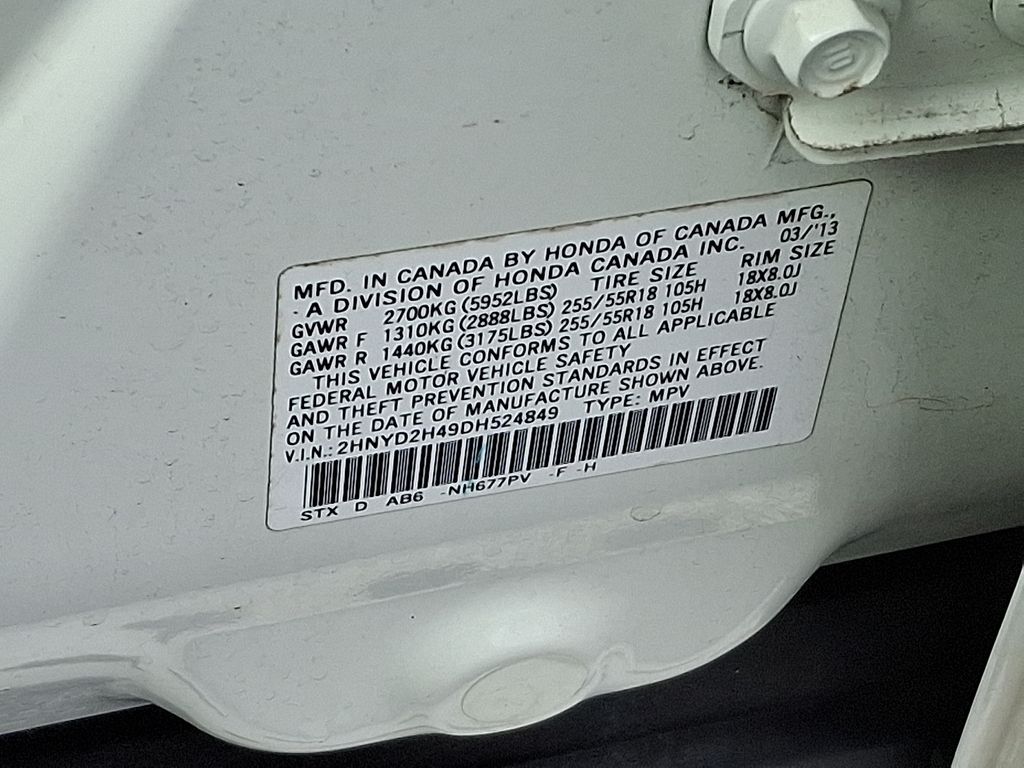 MFD. IN CANADA BY HONDA OF CANADA MFG.,
- A DIVISION OF HONDA CANADA INC. 03/'13
GVWR 2700KG (5952LBS) TIRE SIZE RIM SIZE
GAWR F 1310KG (2888LBS) 255/55R18 105H 18X8.0J
GAWR R 1440KG (3175LBS) 255/55R18 105H 18X8.0J
THIS VEHICLE CONFORMS TO ALL APPLICABLE
FEDERAL MOTOR VEHICLE SAFETY
AND THEFT PREVENTION STANDARDS IN EFFECT
ON THE DATE OF MANUFACTURE SHOWN ABOVE.
V.I.N.: 2HNYD2H49DH524849 TYPE: MPV
STX D AB6 -NH677PV -F -H